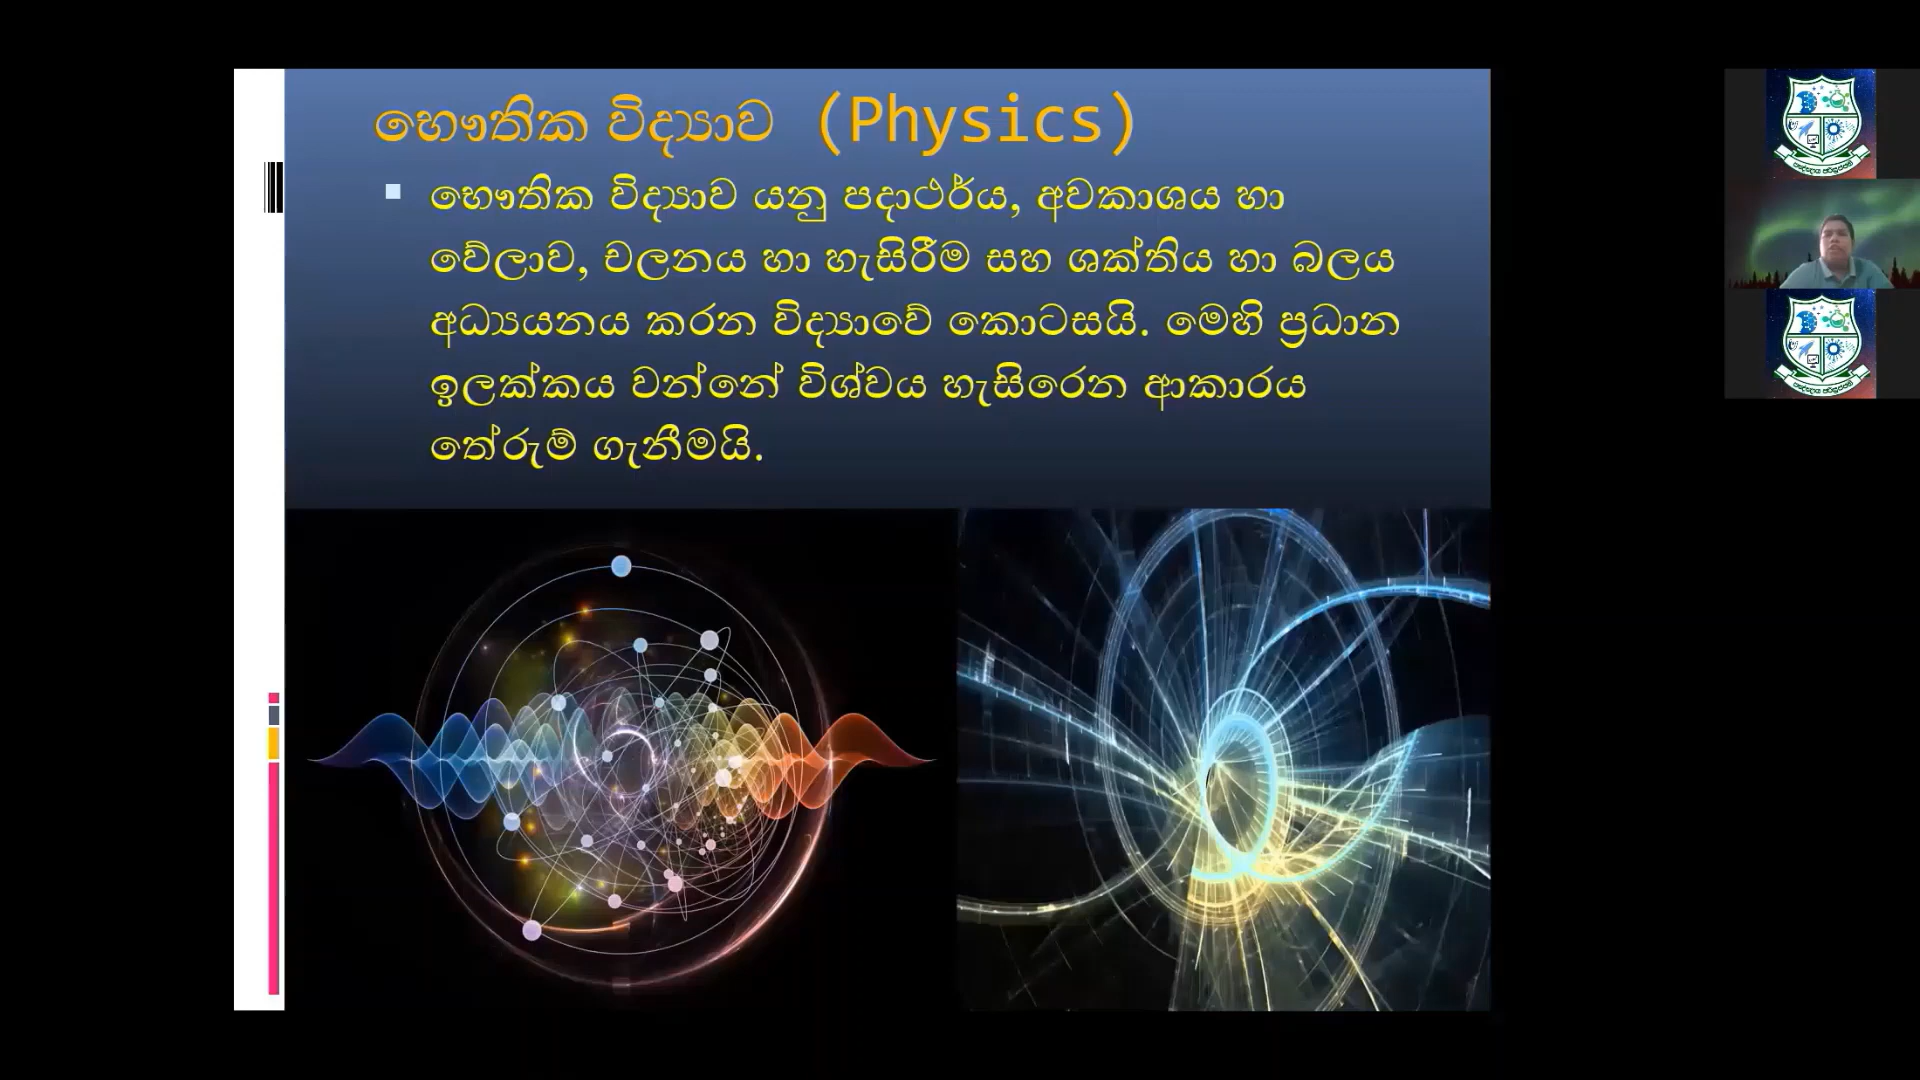 භෞතික විද්‍යාව (Physics)
භෞතික විද්‍යාව යනු පදාර්ථය, අවකාශය හා
වේලාව, චලනය හා හැසිරීම සහ ශක්තිය හා බලය
අධ්‍යයනය කරන විද්‍යාවේ කොටසයි. මෙහි ප්‍රධාන
ඉලක්කය වන්නේ විශ්වය හැසිරෙන ආකාරය
තේරුම් ගැනීමයි.